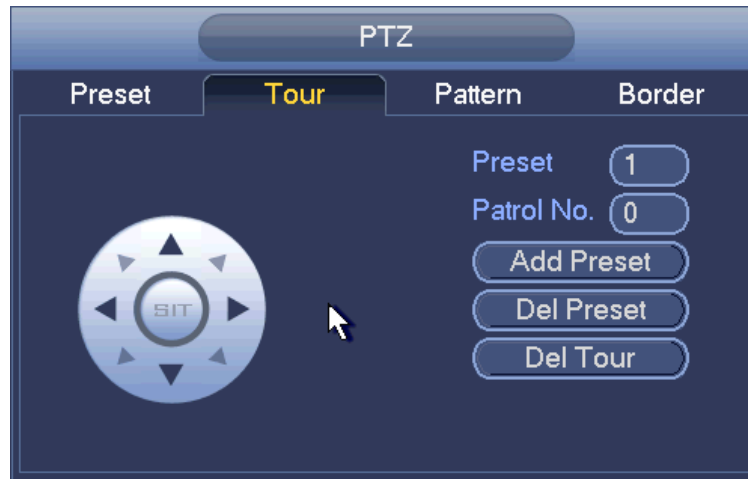 PTZ
Preset Tour Pattern Border
Preset 1
Patrol No. 0
SIT
Add Preset
Del Preset
Del Tour